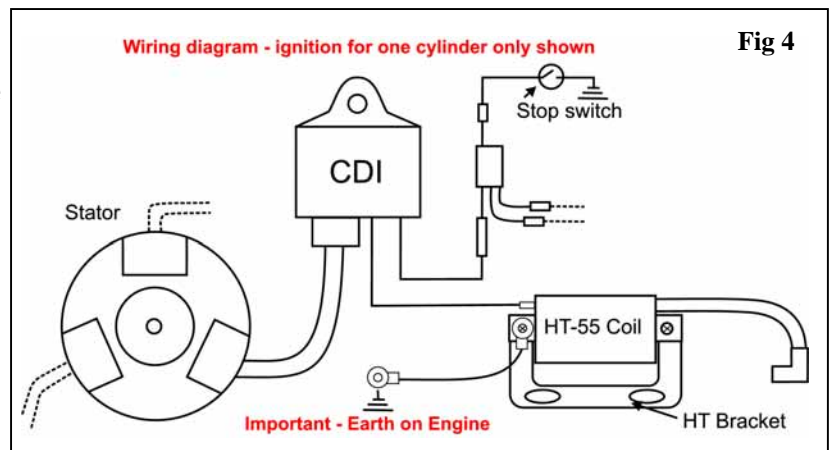 Wiring diagram - ignition for one cylinder only shown
Fig 4
Stop switch
CDI
Stator
HT-55 Coil
Important - Earth on Engine
HT Bracket